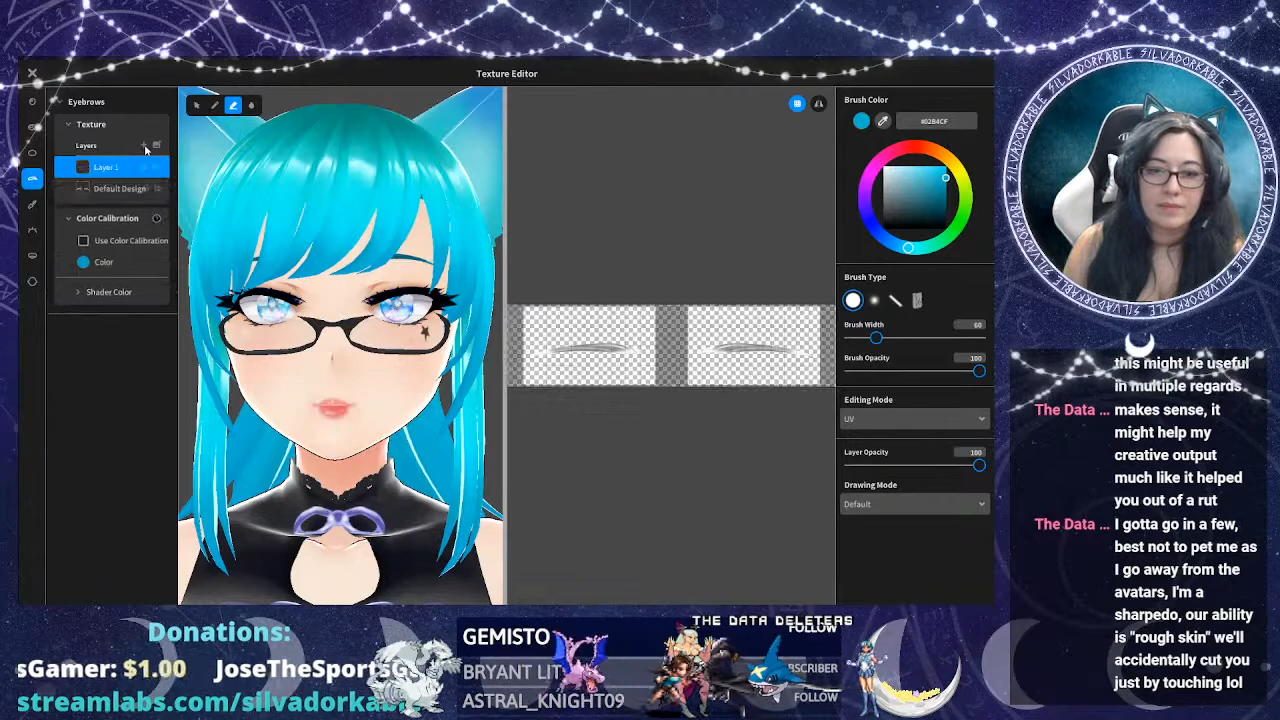 Texture Editor
Eyebrows
Texture
Layers
Layer 1
Default Design
Color Calibration
Use Color Calibration
Color
Shader Color
Brush Color
#02B4CF
Brush Type
Brush Width
60
Brush Opacity
100
Editing Mode
UV
Layer Opacity
100
Drawing Mode
Default
SILVADORKABLE
this might be useful
in multiple regards
The Data ... makes sense, it
might help my
creative output
much like it helped
you out of a rut
The Data ... I gotta go in a few,
best not to pet me as
I go away from the
avatars, I'm a
sharpedo, our ability
is "rough skin" we'll
accidentally cut you
just by touching lol
Donations:
sGamer: $1.00 JoseTheSportsG
streamlabs.com/silvadorkab
THE DATA DELETERS
GEMISTO
FOLLOW
BRYANT LIT
BSCRIBER
ASTRAL_KNIGHT09
FOLLOW